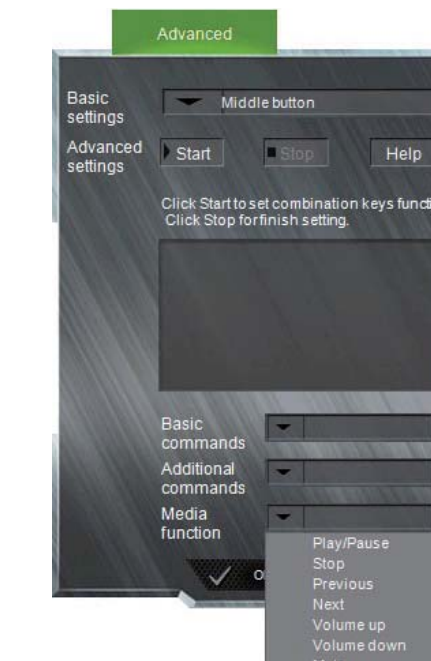 Advanced
Basic
settings
Middle button
Advanced
settings
Start
Stop
Help
Click Start to set combination keys functi
Click Stop for finish setting.
Basic
commands
Additional
commands
Media
function
Play/Pause
Stop
Previous
Next
Volume up
Volume down